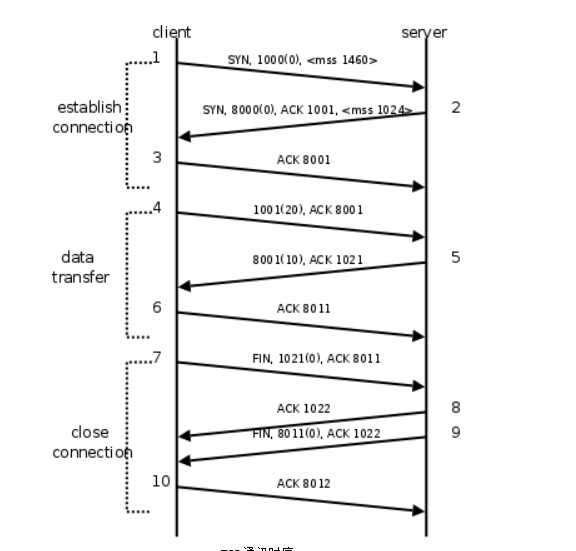 client
server
1
SYN, 1000(0), <mss 1460>
establish
connection
SYN, 8000(0), ACK 1001, <mss 1024>
2
3
ACK 8001
4
1001(20), ACK 8001
data
transfer
8001(10), ACK 1021
5
6
ACK 8011
7
FIN, 1021(0), ACK 8011
ACK 1022
8
close
connection
FIN, 8011(0), ACK 1022
9
10
ACK 8012